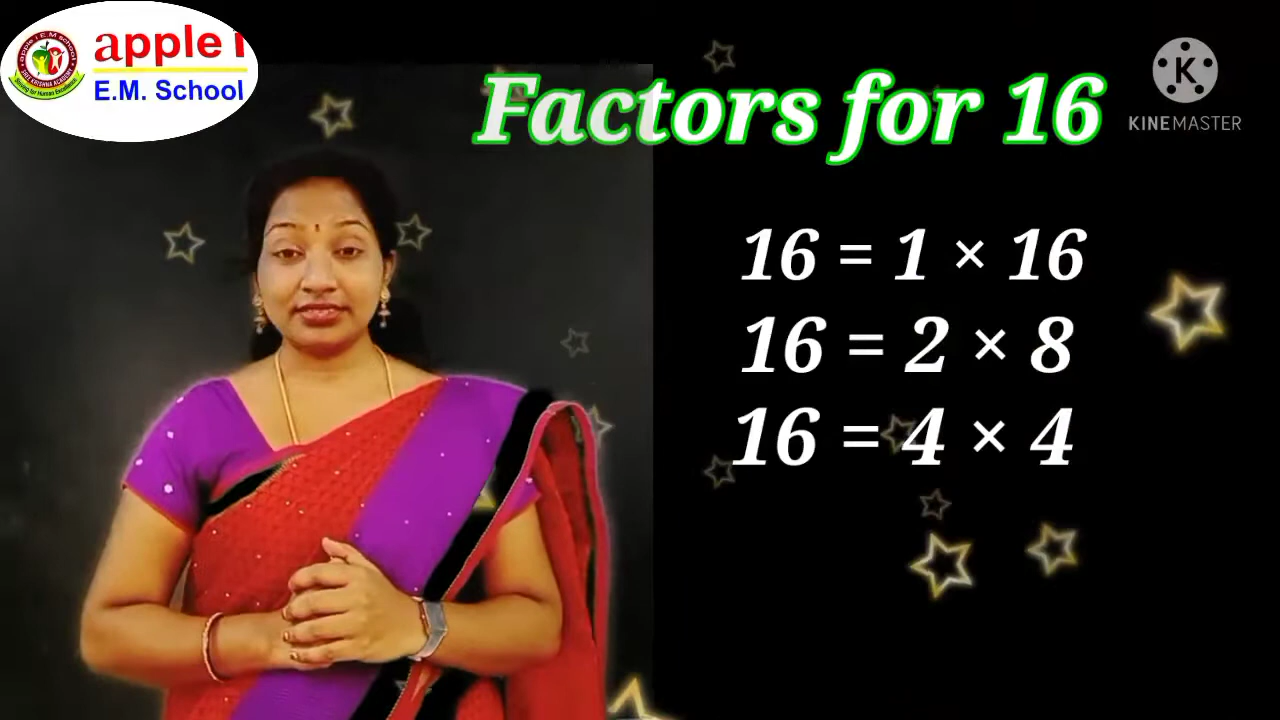 apple i
E.M. School
Factors for 16
KINEMASTER
16 = 1 × 16
16 = 2 × 8
16 = 4 × 4